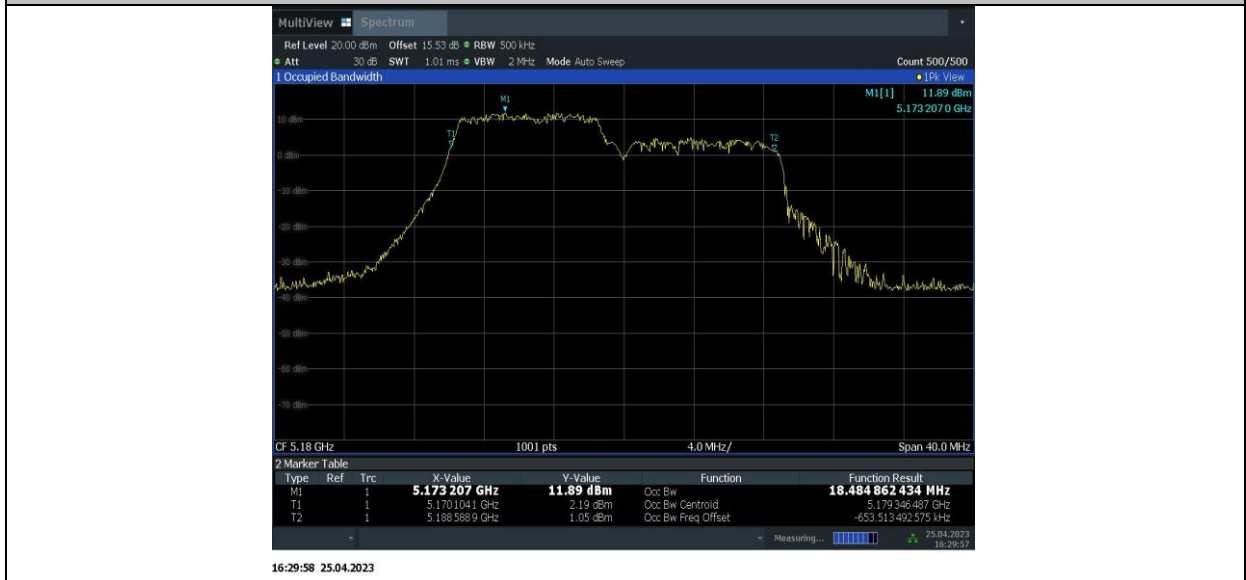 MultiView Spectrum
Ref Level 20.00 dBm Offset 15.53 dB RBW 500 kHz
Att 30 dB SWT 1.01 ms VBW 2 MHz Mode Auto Sweep Count 500/500
1 Occupied Bandwidth 1Pk View
M1[1] 11.89 dBm
5.173 207 0 GHz
M1
10 dBm
T1
T2
0 dBm
-10 dBm
-20 dBm
-30 dBm
-40 dBm
-50 dBm
-60 dBm
-70 dBm
CF 5.18 GHz 1001 pts 4.0 MHz/ Span 40.0 MHz
2 Marker Table
Type Ref Trc X-Value Y-Value Function Function Result
M1 1 5.173 207 GHz 11.89 dBm Occ Bw 18.484 862 434 MHz
T1 1 5.170 104 1 GHz 2.19 dBm Occ Bw Centroid 5.179 346 487 GHz
T2 1 5.188 588 9 GHz 1.05 dBm Occ Bw Freq Offset -653.513 492 575 kHz
Measuring... 25.04.2023
16:29:57
16:29:58 25.04.2023